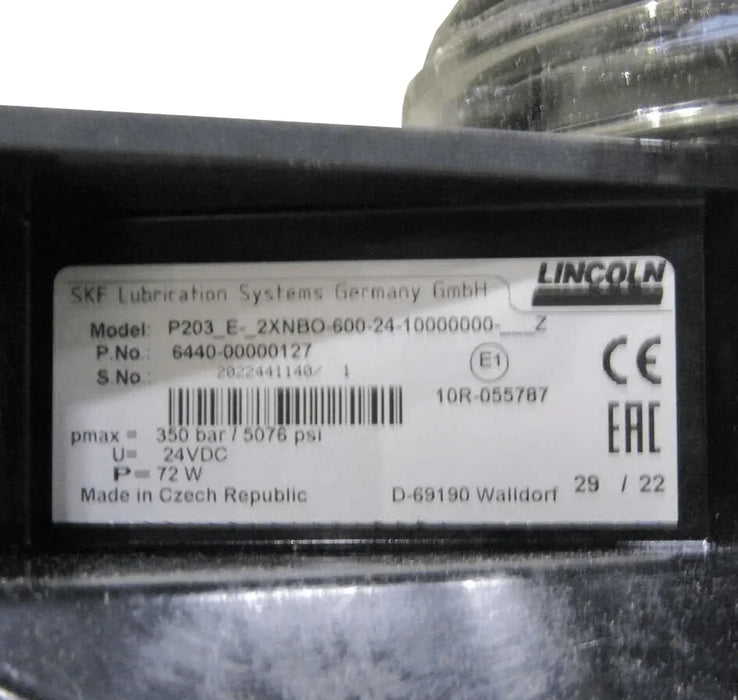 LINCOLN
SKF Lubrication Systems Germany GmbH
Model: P203_E-_2XNBO-600-24-10000000-___Z
P.No.: 6440-00000127
S.No.: 2022441140/ 1
E1
10R-055787
CE
EAC
pmax = 350 bar / 5076 psi
U= 24VDC
P= 72 W
Made in Czech Republic D-69190 Walldorf 29 / 22